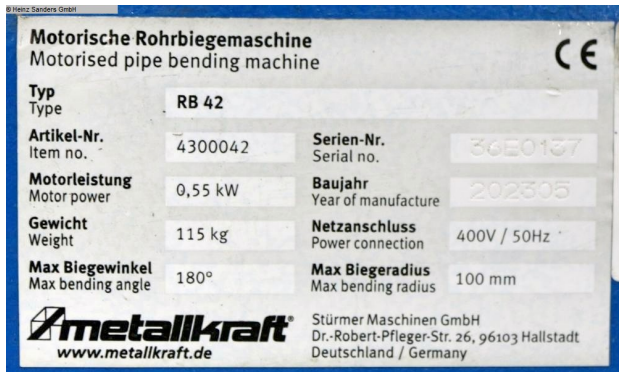 © Heinz Sanders GmbH
Motorische Rohrbiegemaschine
Motorised pipe bending machine
CE
Typ
Type
RB 42
Artikel-Nr.
Item no.
4300042
Serien-Nr.
Serial no.
36E0137
Motorleistung
Motor power
0,55 kW
Baujahr
Year of manufacture
202305
Gewicht
Weight
115 kg
Netzanschluss
Power connection
400V / 50Hz
Max Biegewinkel
Max bending angle
180°
Max Biegeradius
Max bending radius
100 mm
metallkraft®
www.metallkraft.de
Stürmer Maschinen GmbH
Dr.-Robert-Pfleger-Str. 26, 96103 Hallstadt
Deutschland / Germany